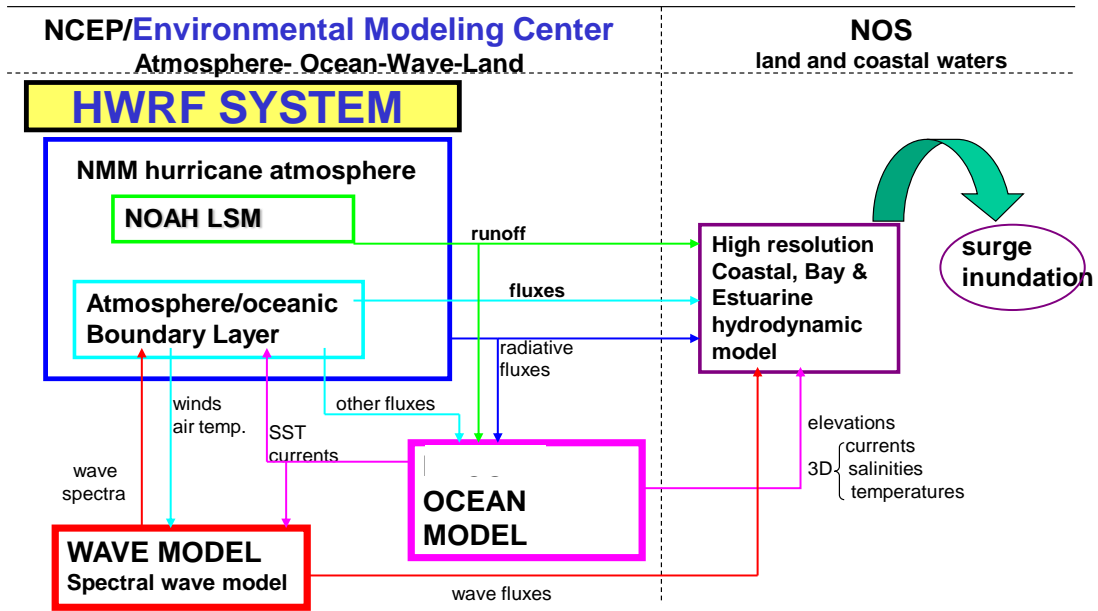 NCEP/Environmental Modeling Center
Atmosphere- Ocean-Wave-Land
NOS
land and coastal waters
HWRF SYSTEM
NMM hurricane atmosphere
NOAH LSM
runoff
High resolution
Coastal, Bay &
Estuarine
hydrodynamic
model
surge
inundation
Atmosphere/oceanic
Boundary Layer
fluxes
radiative
fluxes
winds
air temp.
other fluxes
SST
currents
wave
spectra
elevations
currents
3D salinities
temperatures
OCEAN
MODEL
WAVE MODEL
Spectral wave model
wave fluxes